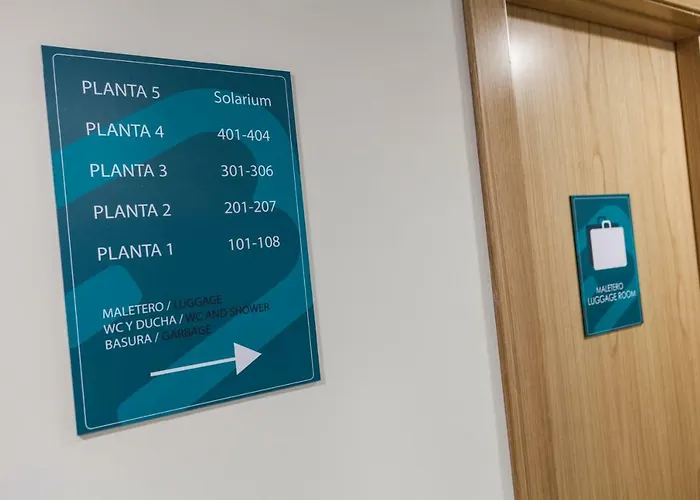 PLANTA 5 Solarium
PLANTA 4 401-404
PLANTA 3 301-306
PLANTA 2 201-207
PLANTA 1 101-108
MALETERO / LUGGAGE
WC Y DUCHA / WC AND SHOWER
BASURA / GARBAGE
MALETERO
LUGGAGE ROOM